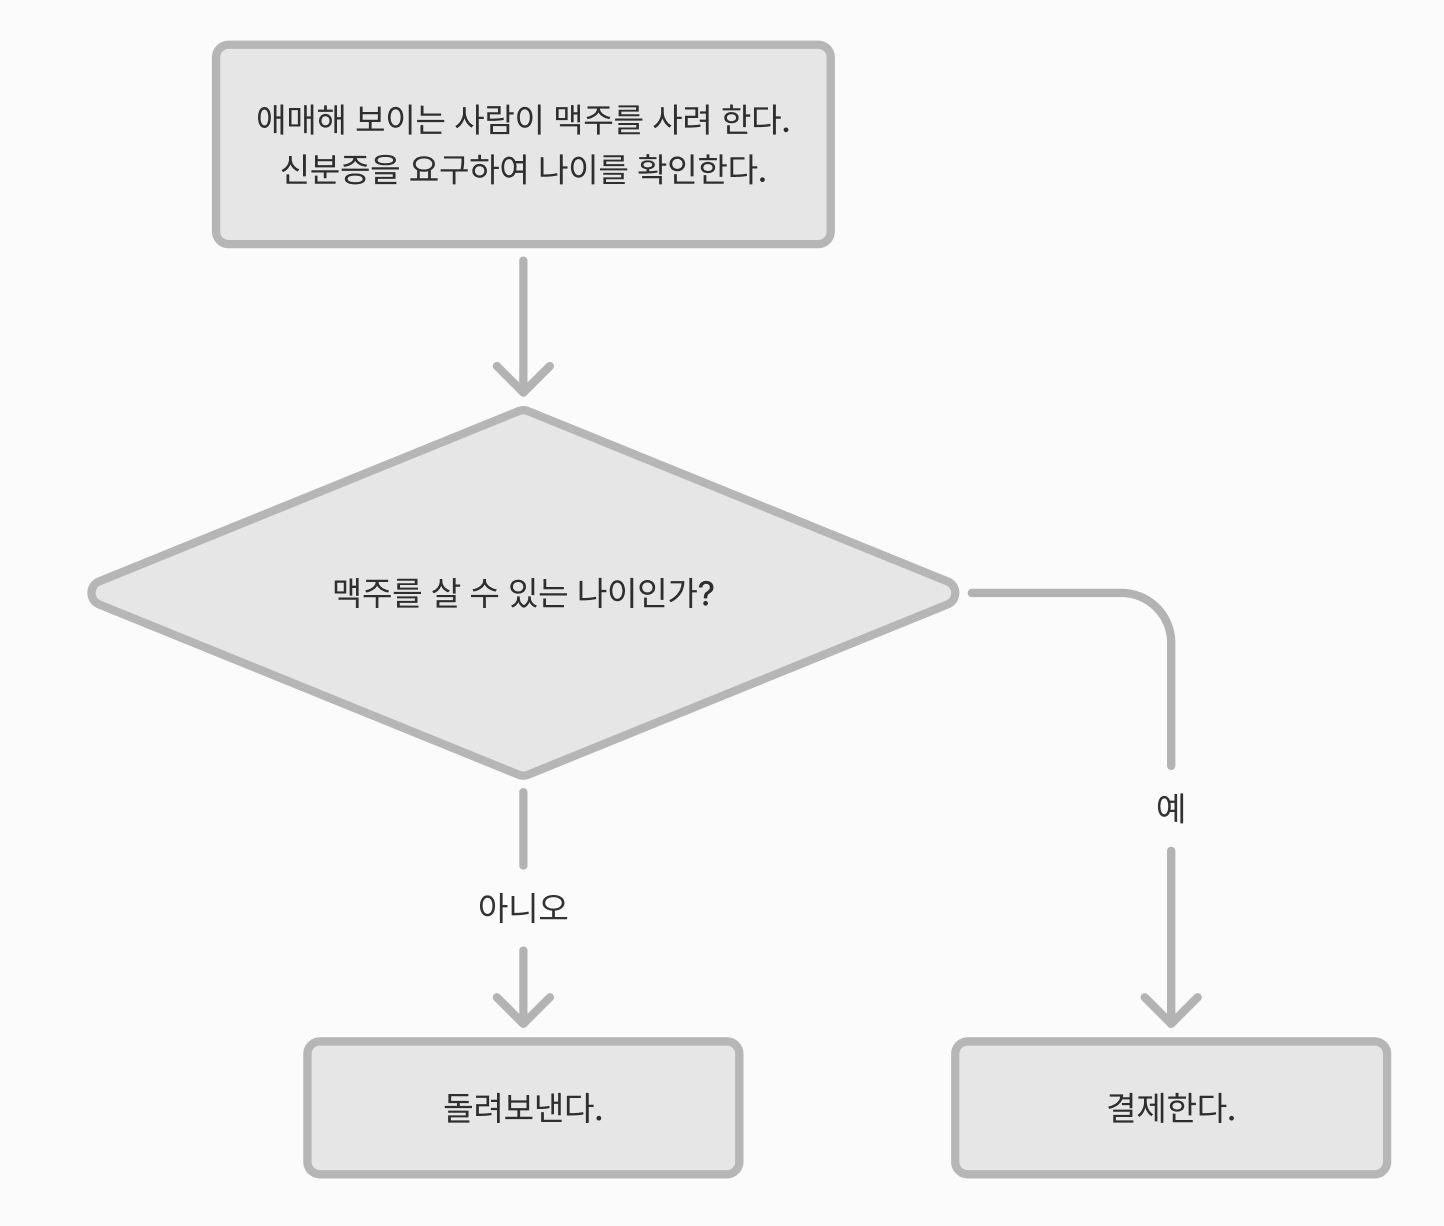 애매해 보이는 사람이 맥주를 사려 한다.
신분증을 요구하여 나이를 확인한다.
맥주를 살 수 있는 나이인가?
예
아니오
돌려보낸다.
결제한다.